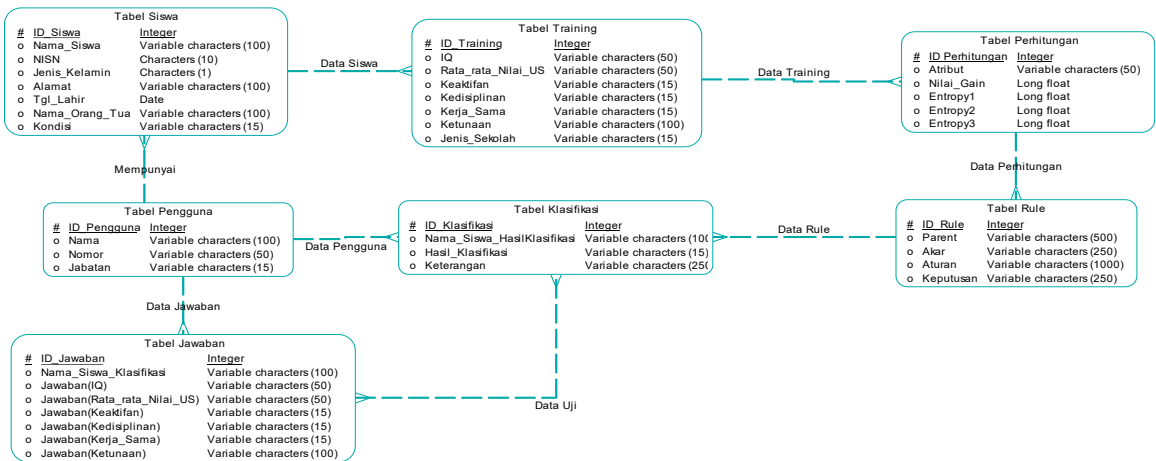 Tabel Siswa
# ID_Siswa Integer
o Nama_Siswa Variable characters (100)
o NISN Characters (10)
o Jenis_Kelamin Characters (1)
o Alamat Variable characters (100)
o Tgl_Lahir Date
o Nama_Orang_Tua Variable characters (100)
o Kondisi Variable characters (15)
Data Siswa
Tabel Training
# ID_Training Integer
o IQ Variable characters (50)
o Rata_rata_Nilai_US Variable characters (50)
o Keaktifan Variable characters (15)
o Kedisiplinan Variable characters (15)
o Kerja_Sama Variable characters (15)
o Ketunaan Variable characters (100)
o Jenis_Sekolah Variable characters (15)
Data Training
Tabel Perhitungan
# ID Perhitungan Integer
o Atribut Variable characters (50)
o Nilai_Gain Long float
o Entropy1 Long float
o Entropy2 Long float
o Entropy3 Long float
Mempunyai
Data Perhitungan
Tabel Pengguna
# ID_Pengguna Integer
o Nama Variable characters (100)
o Nomor Variable characters (50)
o Jabatan Variable characters (15)
Data Pengguna
Tabel Klasifikasi
# ID_Klasifikasi Integer
o Nama_Siswa_HasilKlasifikasi Variable characters (100
o Hasil_Klasifikasi Variable characters (15)
o Keterangan Variable characters (250
Data Rule
Tabel Rule
# ID_Rule Integer
o Parent Variable characters (500)
o Akar Variable characters (250)
o Aturan Variable characters (1000)
o Keputusan Variable characters (250)
Data Jawaban
Tabel Jawaban
# ID_Jawaban Integer
o Nama_Siswa_Klasifikasi Variable characters (100)
o Jawaban(IQ) Variable characters (50)
o Jawaban(Rata_rata_Nilai_US) Variable characters (50)
o Jawaban(Keaktifan) Variable characters (15)
o Jawaban(Kedisiplinan) Variable characters (15)
o Jawaban(Kerja_Sama) Variable characters (15)
o Jawaban(Ketunaan) Variable characters (100)
Data Uji